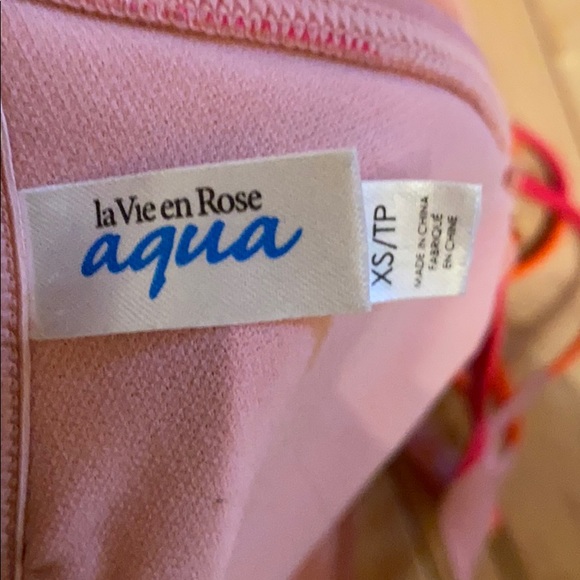 la Vie en Rose
aqua
XS/TP
MADE IN CHINA
FABRIQUÉ
EN CHINE